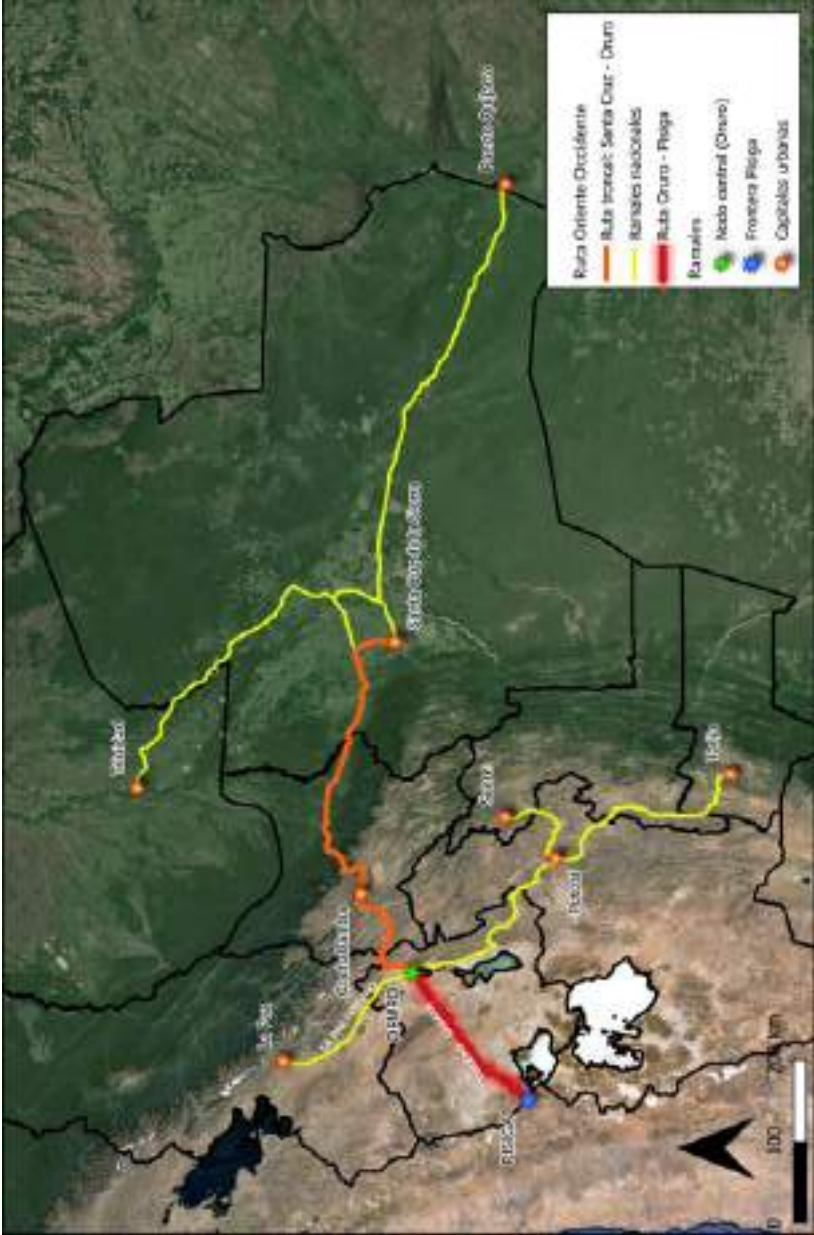 Trinidad
La Paz
Cochabamba
ORURO
Santa Cruz de la Sierra
Puerto Quijarro
PISIGA
Sucre
Potosí
Tarija
0 100 200 km
Ruta Oriente Occidente
Ruta troncal: Santa Cruz - Oruro
Ramales nacionales
Ruta Oruro - Pisiga
Ramales
Nodo central (Oruro)
Frontera Pisiga
Capitales urbanas